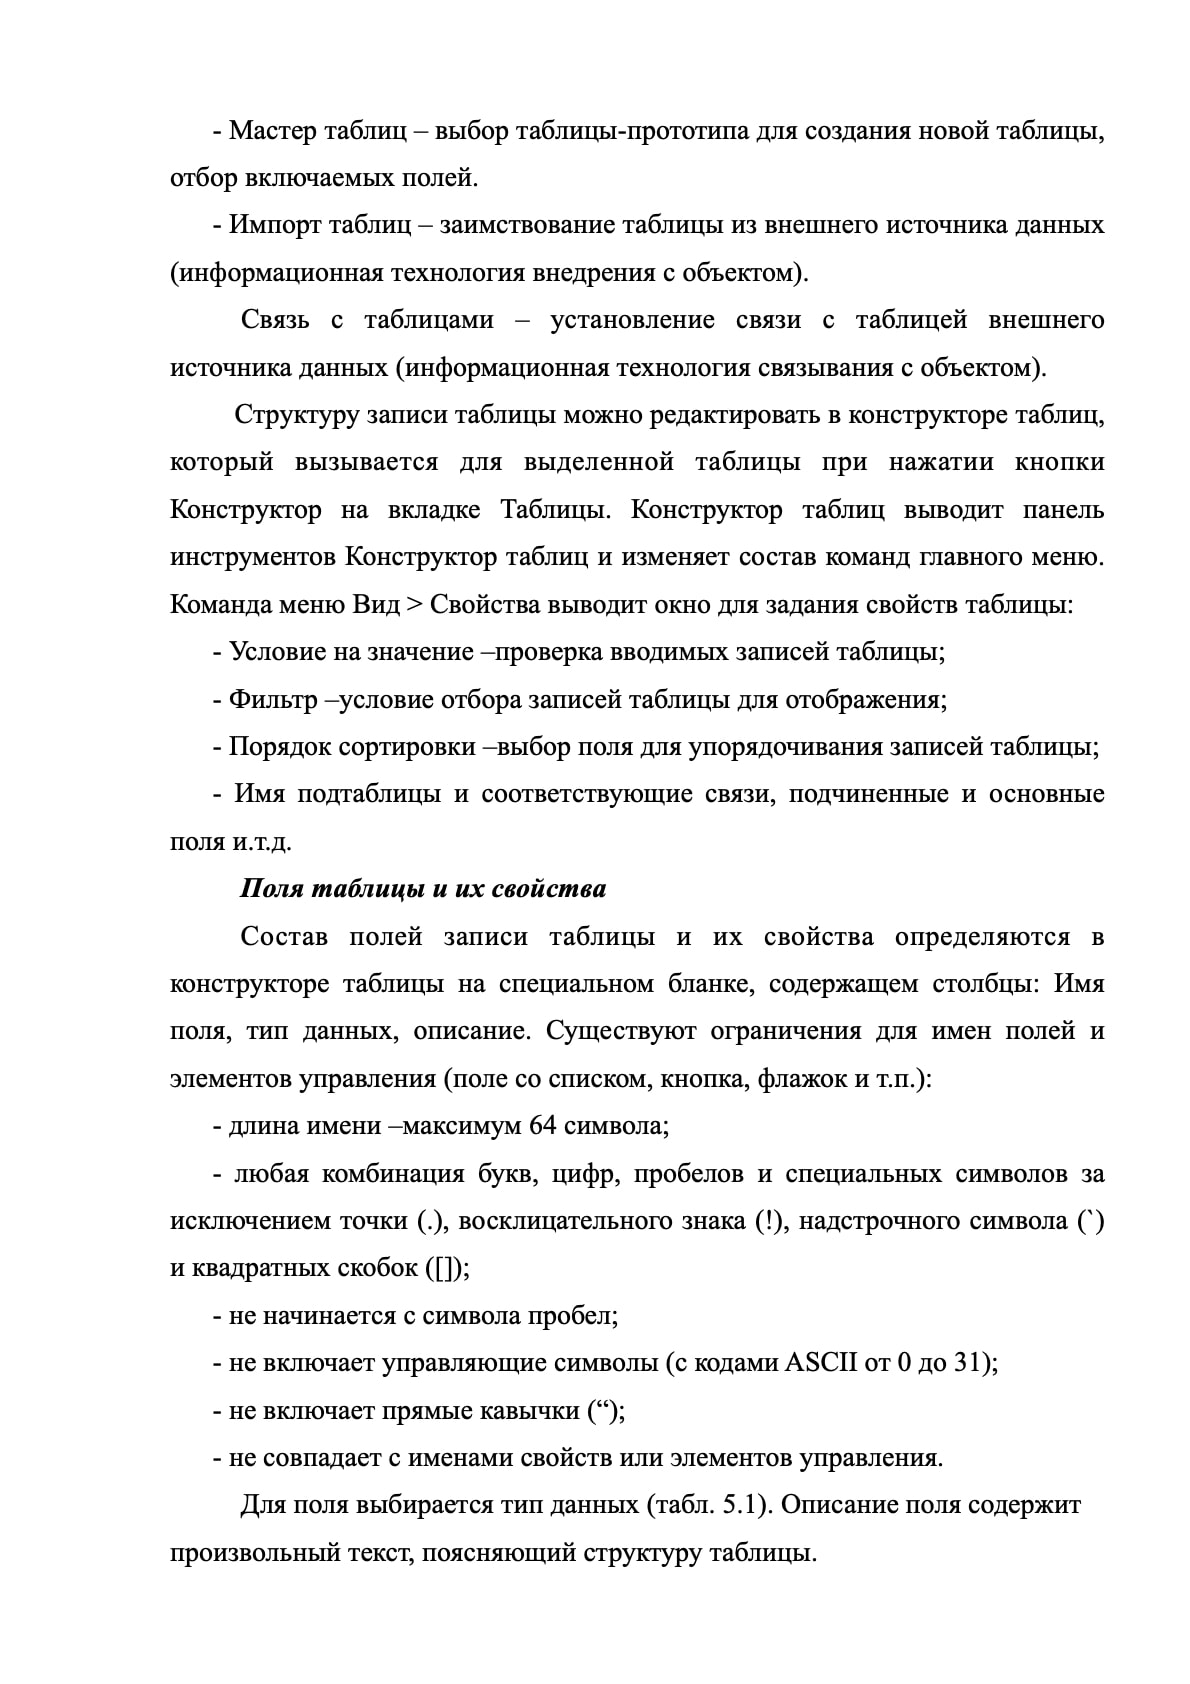 - Мастер таблиц – выбор таблицы-прототипа для создания новой таблицы,
отбор включаемых полей.
- Импорт таблиц – заимствование таблицы из внешнего источника данных
(информационная технология внедрения с объектом).
Связь с таблицами – установление связи с таблицей внешнего
источника данных (информационная технология связывания с объектом).
Структуру записи таблицы можно редактировать в конструкторе таблиц,
который вызывается для выделенной таблицы при нажатии кнопки
Конструктор на вкладке Таблицы. Конструктор таблиц выводит панель
инструментов Конструктор таблиц и изменяет состав команд главного меню.
Команда меню Вид > Свойства выводит окно для задания свойств таблицы:
- Условие на значение –проверка вводимых записей таблицы;
- Фильтр –условие отбора записей таблицы для отображения;
- Порядок сортировки –выбор поля для упорядочивания записей таблицы;
- Имя подтаблицы и соответствующие связи, подчиненные и основные
поля и.т.д.
Поля таблицы и их свойства
Состав полей записи таблицы и их свойства определяются в
конструкторе таблицы на специальном бланке, содержащем столбцы: Имя
поля, тип данных, описание. Существуют ограничения для имен полей и
элементов управления (поле со списком, кнопка, флажок и т.п.):
- длина имени –максимум 64 символа;
- любая комбинация букв, цифр, пробелов и специальных символов за
исключением точки (.), восклицательного знака (!), надстрочного символа (`)
и квадратных скобок ([]);
- не начинается с символа пробел;
- не включает управляющие символы (с кодами ASCII от 0 до 31);
- не включает прямые кавычки (“);
- не совпадает с именами свойств или элементов управления.
Для поля выбирается тип данных (табл. 5.1). Описание поля содержит
произвольный текст, поясняющий структуру таблицы.